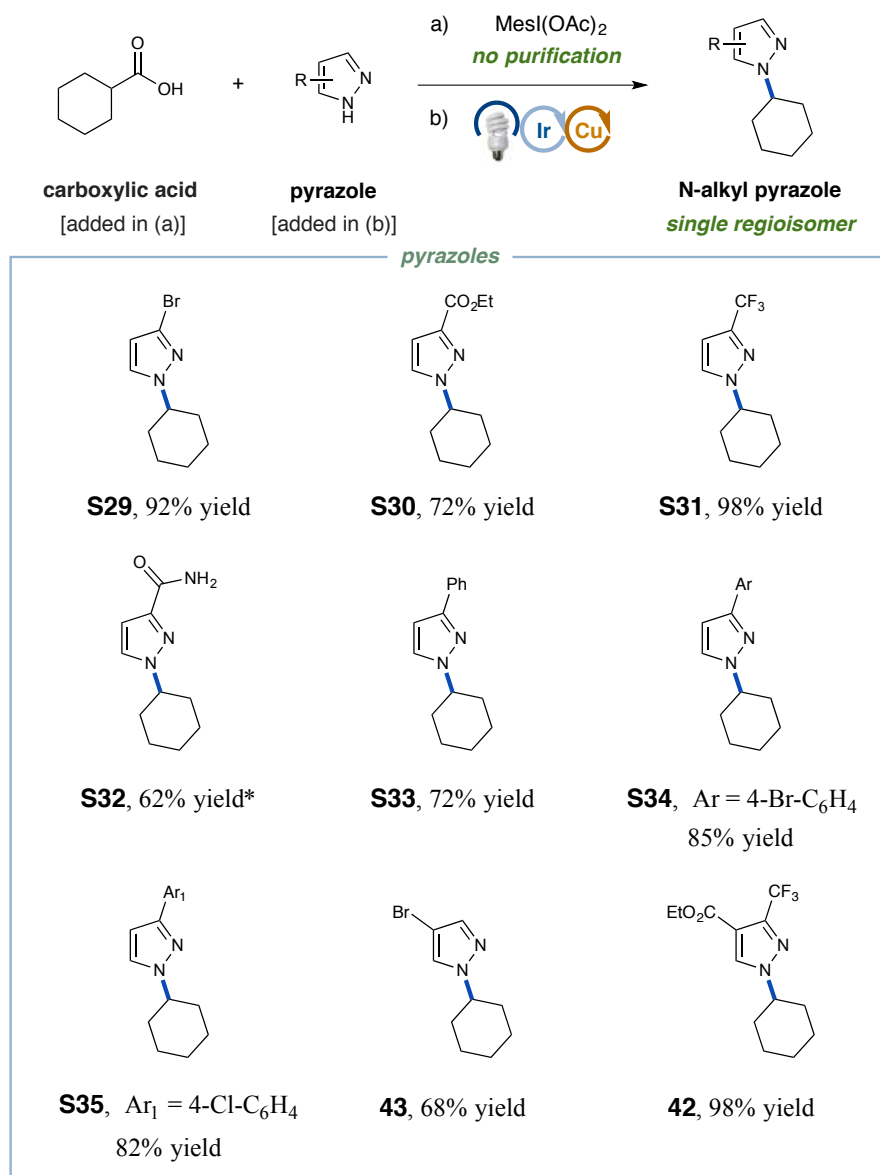 O
OH
+
R
N
N
H
a) MesI(OAc)2
no purification
b) Ir Cu
R
N
N
carboxylic acid
[added in (a)]
pyrazole
[added in (b)]
N-alkyl pyrazole
single regioisomer
pyrazoles
Br
N
N
S29, 92% yield
CO2Et
N
N
S30, 72% yield
CF3
N
N
S31, 98% yield
O
NH2
N
N
S32, 62% yield*
Ph
N
N
S33, 72% yield
Ar
N
N
S34, Ar = 4-Br-C6H4
85% yield
Ar1
N
N
S35, Ar1 = 4-Cl-C6H4
82% yield
Br
N
N
43, 68% yield
EtO2C
CF3
N
N
42, 98% yield